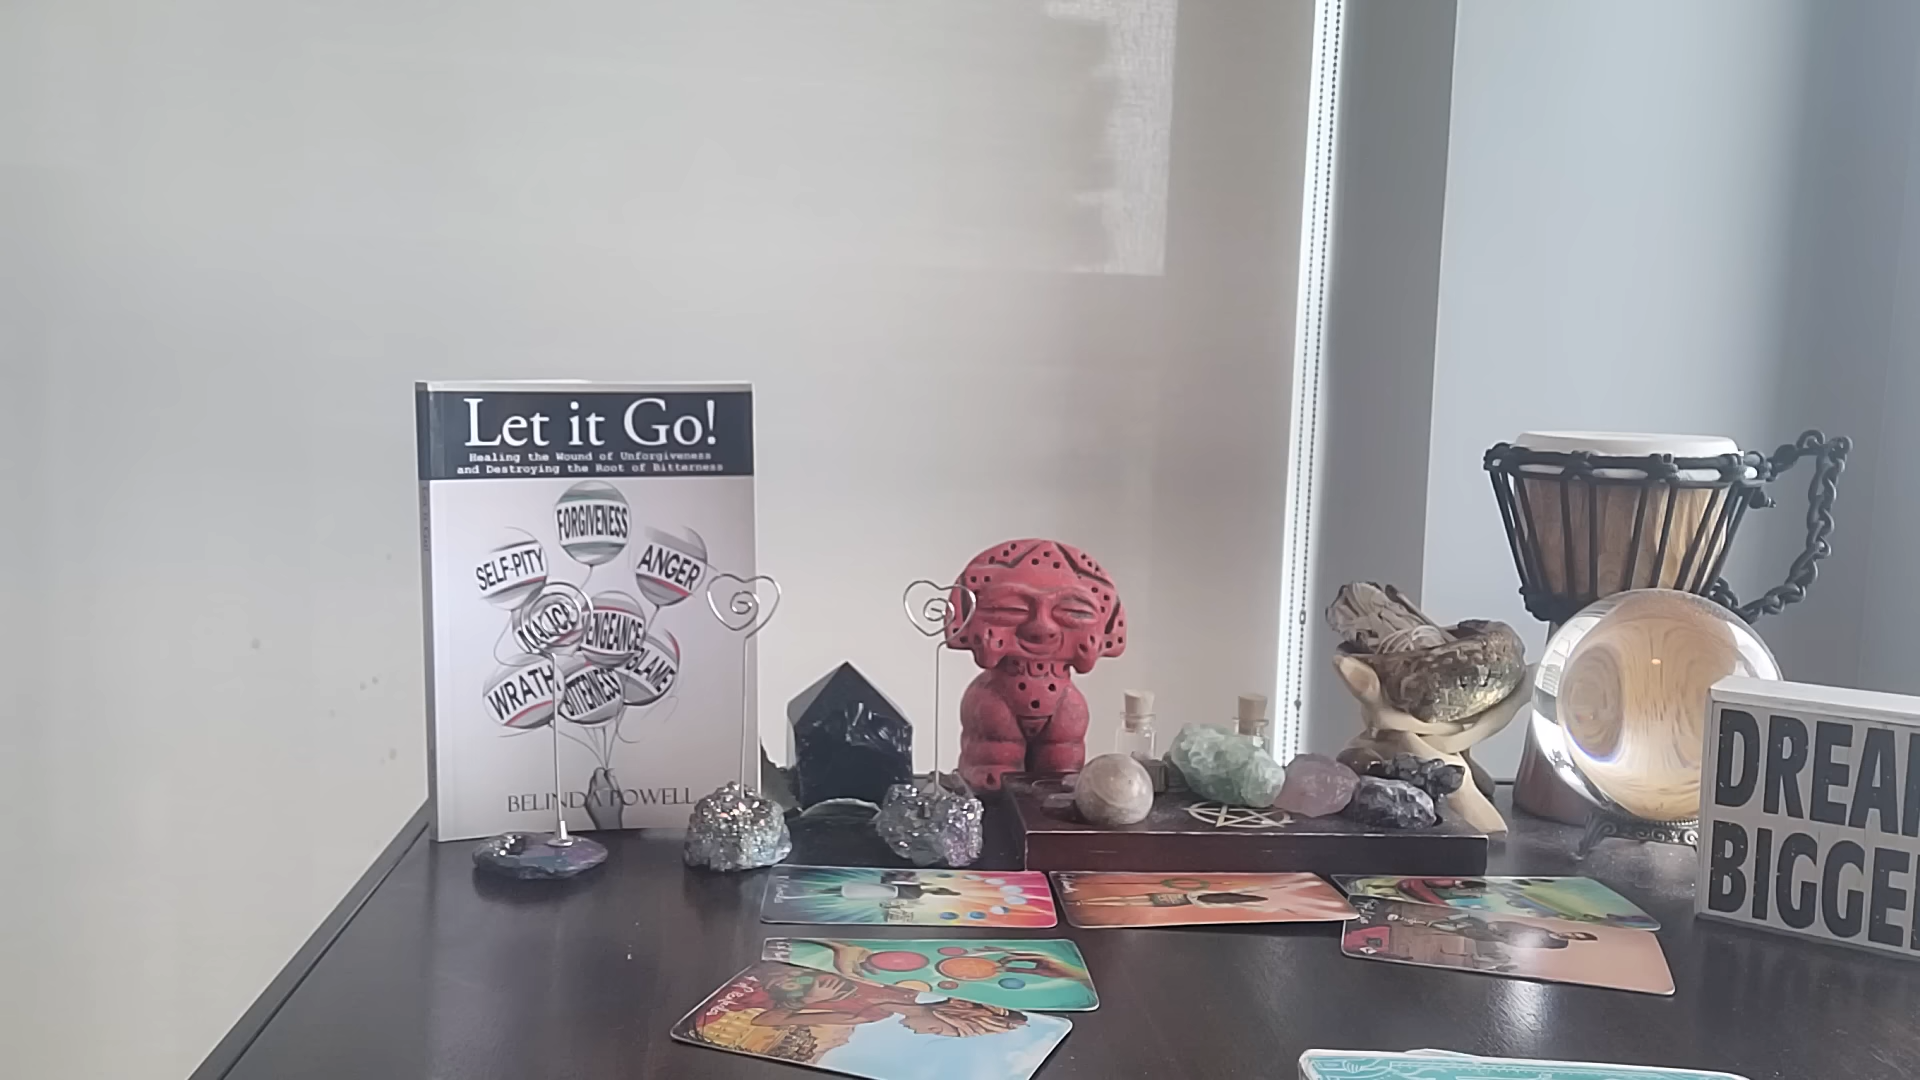 Let it Go!
Healing the Wound of Unforgiveness
and Destroying the Root of Bitterness
FORGIVENESS
SELF-PITY
ANGER
MALICE
VENGEANCE
BLAME
WRATH
BITTERNESS
BELINDA POWELL
DREA
BIGGE